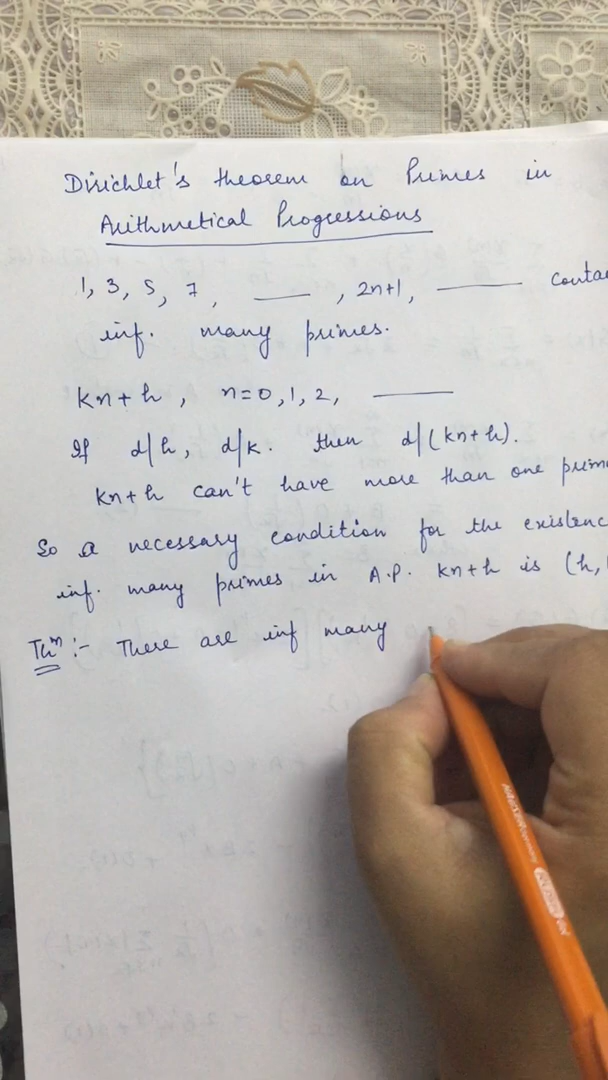 Dirichlet's theorem on Primes in
Arithmetical Progressions
1, 3, 5, 7, ___ , 2n+1, ___ conta
inf. many primes.
kn + h , n=0, 1, 2, ___
If d/h, d/k. then d/(kn+h).
kn+h can't have more than one prim
So a necessary condition for the existenc
inf. many primes in A.P. kn+h is (h,
Thm :- There are inf many